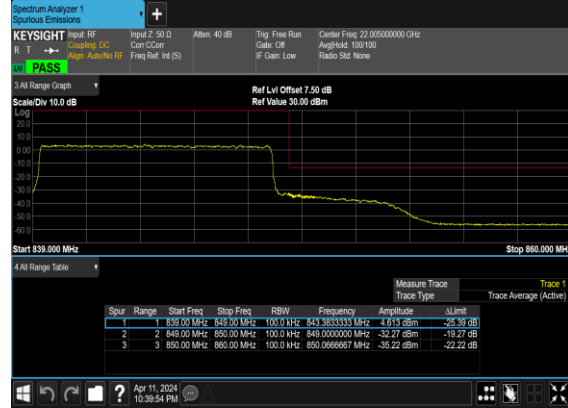 Spectrum Analyzer 1
Spurious Emissions
KEYSIGHT Input: RF Input Z: 50 Ω Atten: 40 dB Trig: Free Run Center Freq: 22.005000000 GHz
R T Coupling: DC Corr CCorr Gate: Off Avg|Hold: 100/100
Align: Auto/No RF Freq Ref: Int (S) IF Gain: Low Radio Std: None
PASS
3 All Range Graph
Ref Lvl Offset 7.50 dB
Scale/Div 10.0 dB Ref Value 30.00 dBm
Log
20.0
10.0
0.00
-10.0
-20.0
-30.0
-40.0
-50.0
-60.0
Start 839.000 MHz Stop 860.000 MH
4 All Range Table
Measure Trace Trace 1
Trace Type Trace Average (Active)
Spur Range Start Freq Stop Freq RBW Frequency Amplitude ΔLimit
1 1 839.00 MHz 849.00 MHz 100.0 kHz 843.3833333 MHz 4.613 dBm -25.39 dB
2 2 849.00 MHz 850.00 MHz 100.0 kHz 849.0000000 MHz -32.27 dBm -19.27 dB
3 3 850.00 MHz 860.00 MHz 100.0 kHz 850.0666667 MHz -35.22 dBm -22.22 dB
Apr 11, 2024
10:39:54 PM